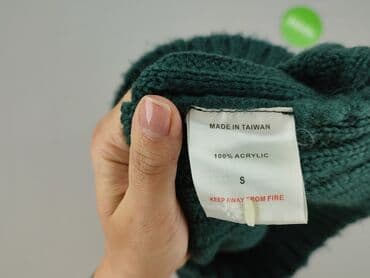 MADE IN TAIWAN
100% ACRYLIC
S
KEEP AWAY FROM FIRE